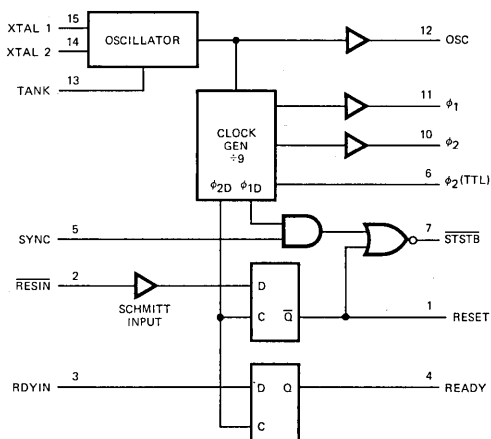 XTAL 1 15
XTAL 2 14
OSCILLATOR
12 OSC
TANK 13
CLOCK
GEN
÷9
11 ϕ1
10 ϕ2
6 ϕ2(TTL)
ϕ2D ϕ1D
SYNC 5
7 STSTB
RESIN 2
SCHMITT
INPUT
D
C Q
1 RESET
RDYIN 3
D Q
C
4 READY